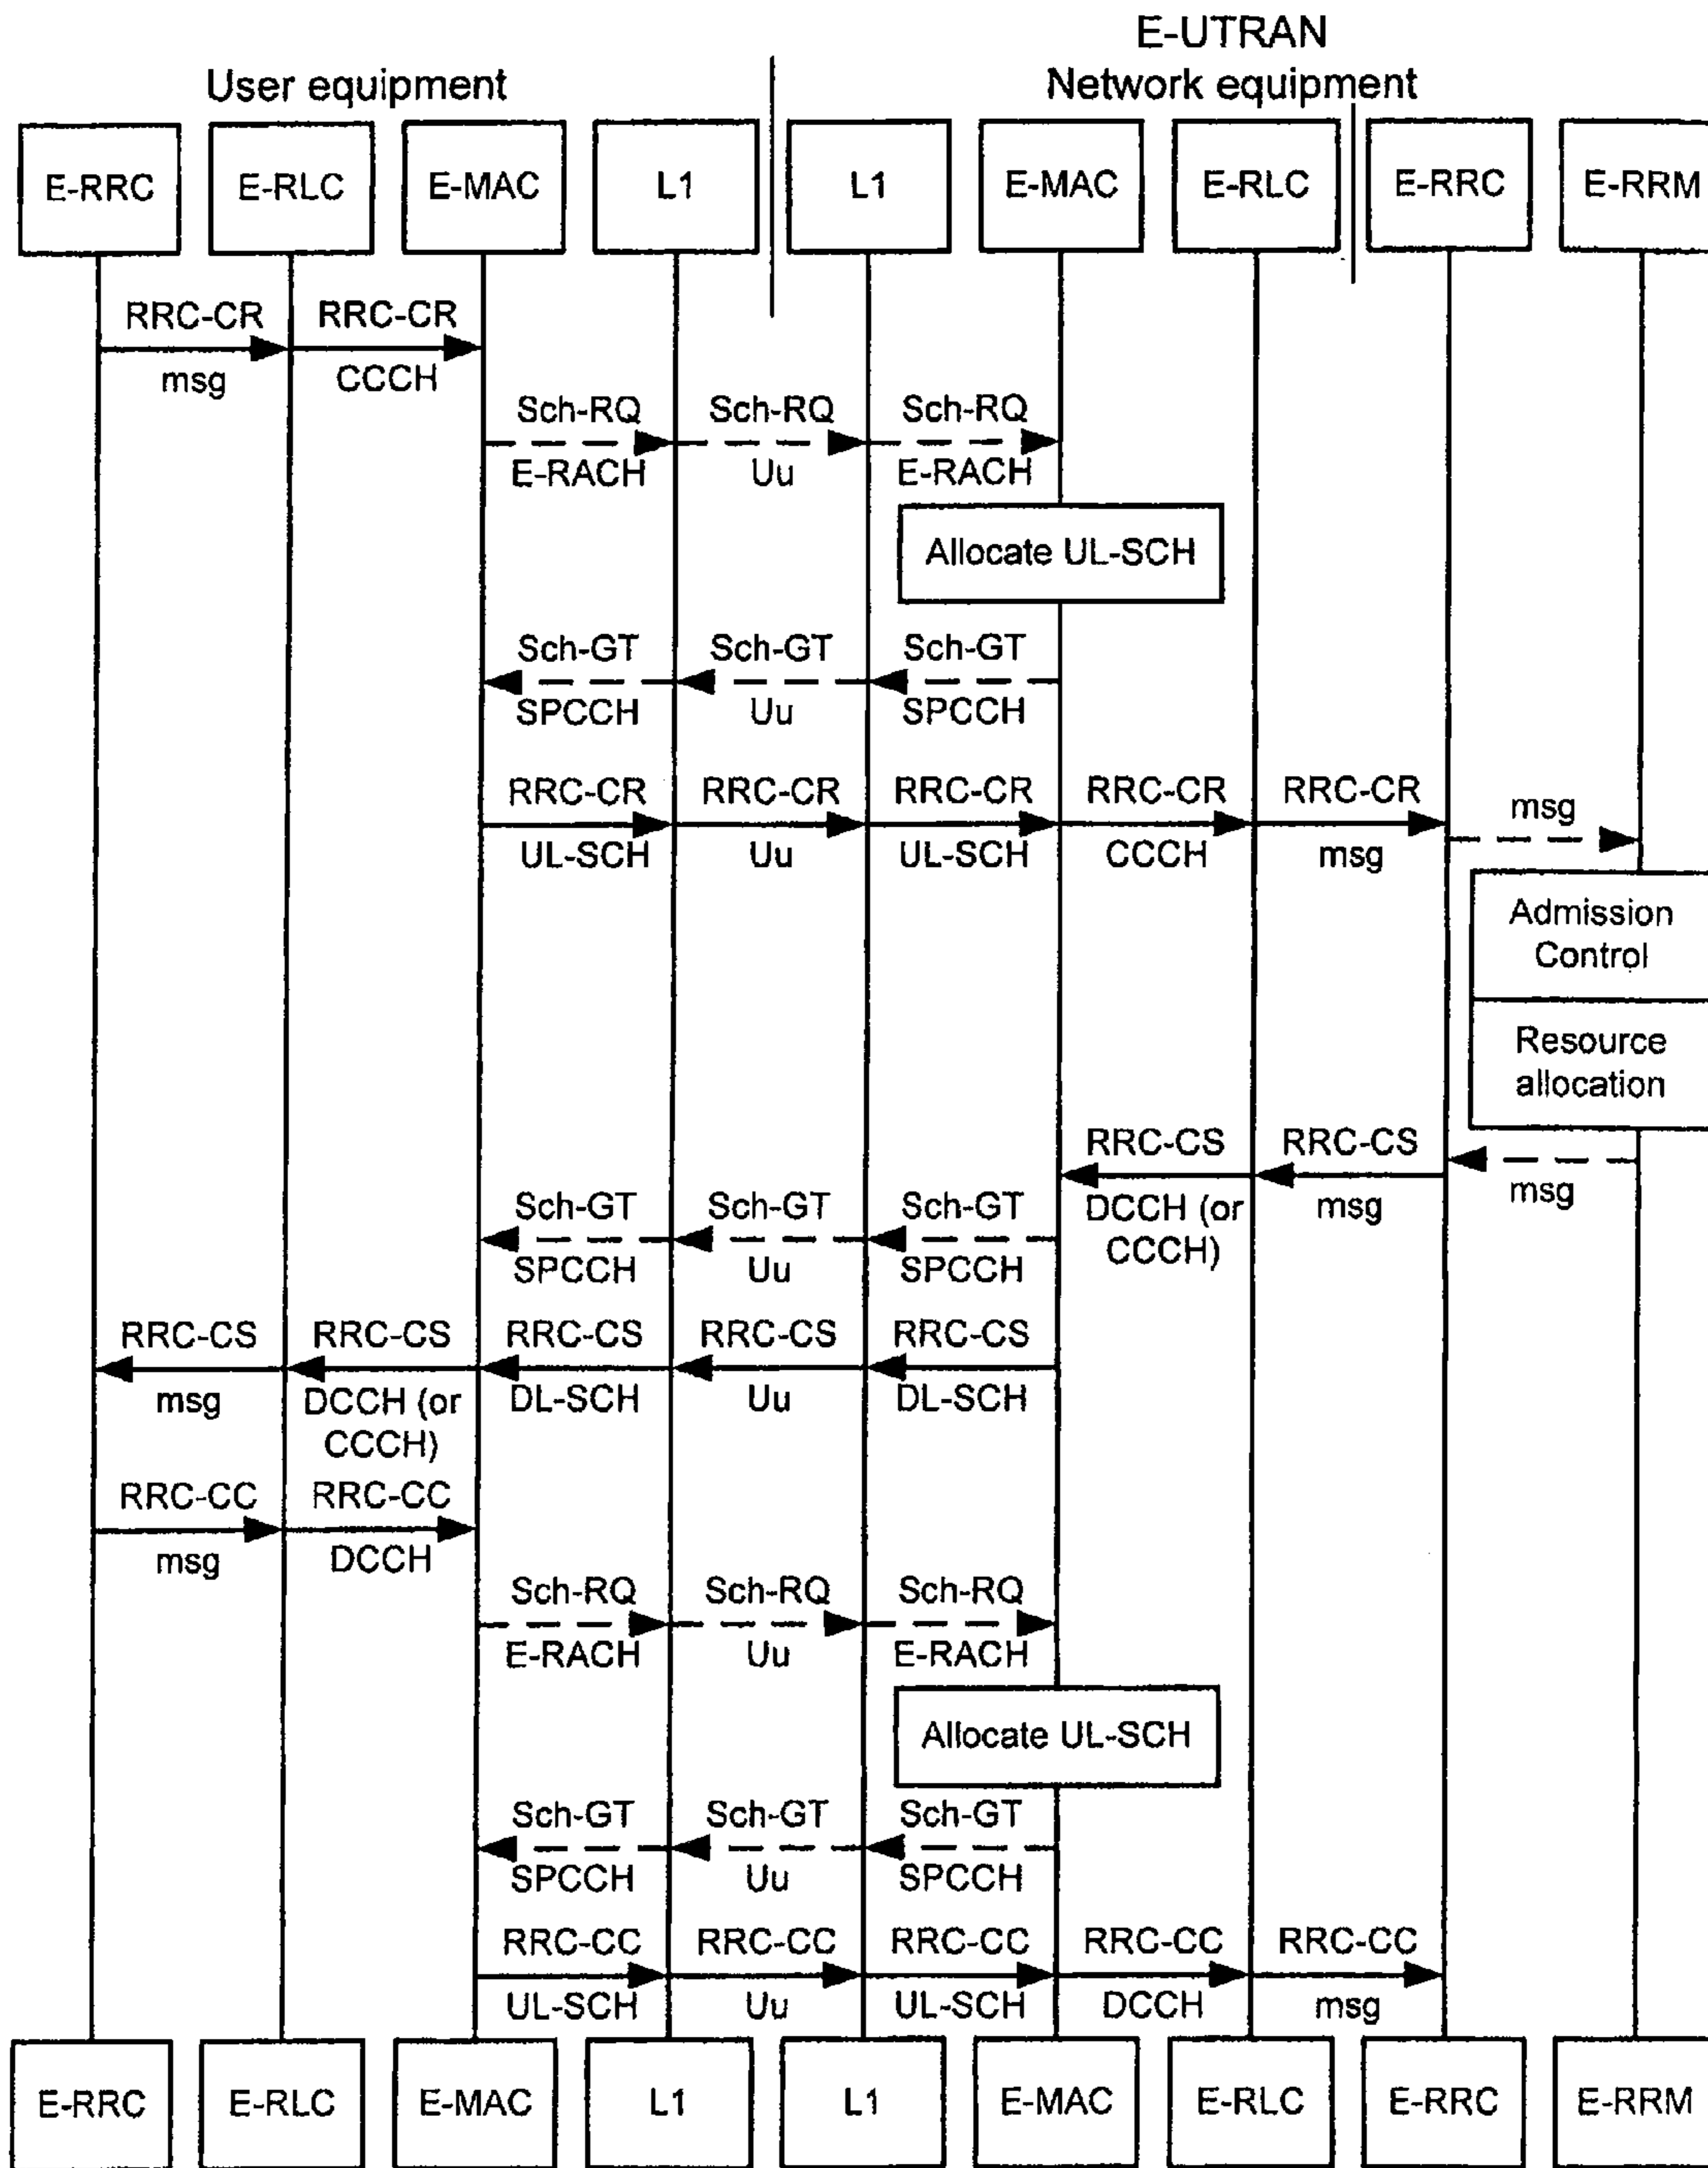 E-UTRAN
User equipment
Network equipment
E-RRC E-RLC E-MAC L1 L1 E-MAC E-RLC E-RRC E-RRM
RRC-CR RRC-CR
msg CCCH
Sch-RQ Sch-RQ Sch-RQ
E-RACH Uu E-RACH
Allocate UL-SCH
Sch-GT Sch-GT Sch-GT
SPCCH Uu SPCCH
RRC-CR RRC-CR RRC-CR RRC-CR RRC-CR msg
UL-SCH Uu UL-SCH CCCH msg
Admission
Control
Resource
allocation
RRC-CS RRC-CS
DCCH (or msg msg
CCCH)
Sch-GT Sch-GT Sch-GT
SPCCH Uu SPCCH
RRC-CS RRC-CS RRC-CS RRC-CS RRC-CS
msg DCCH (or DL-SCH Uu DL-SCH
CCCH)
RRC-CC RRC-CC
msg DCCH
Sch-RQ Sch-RQ Sch-RQ
E-RACH Uu E-RACH
Allocate UL-SCH
Sch-GT Sch-GT Sch-GT
SPCCH Uu SPCCH
RRC-CC RRC-CC RRC-CC RRC-CC RRC-CC
UL-SCH Uu UL-SCH DCCH msg
E-RRC E-RLC E-MAC L1 L1 E-MAC E-RLC E-RRC E-RRM